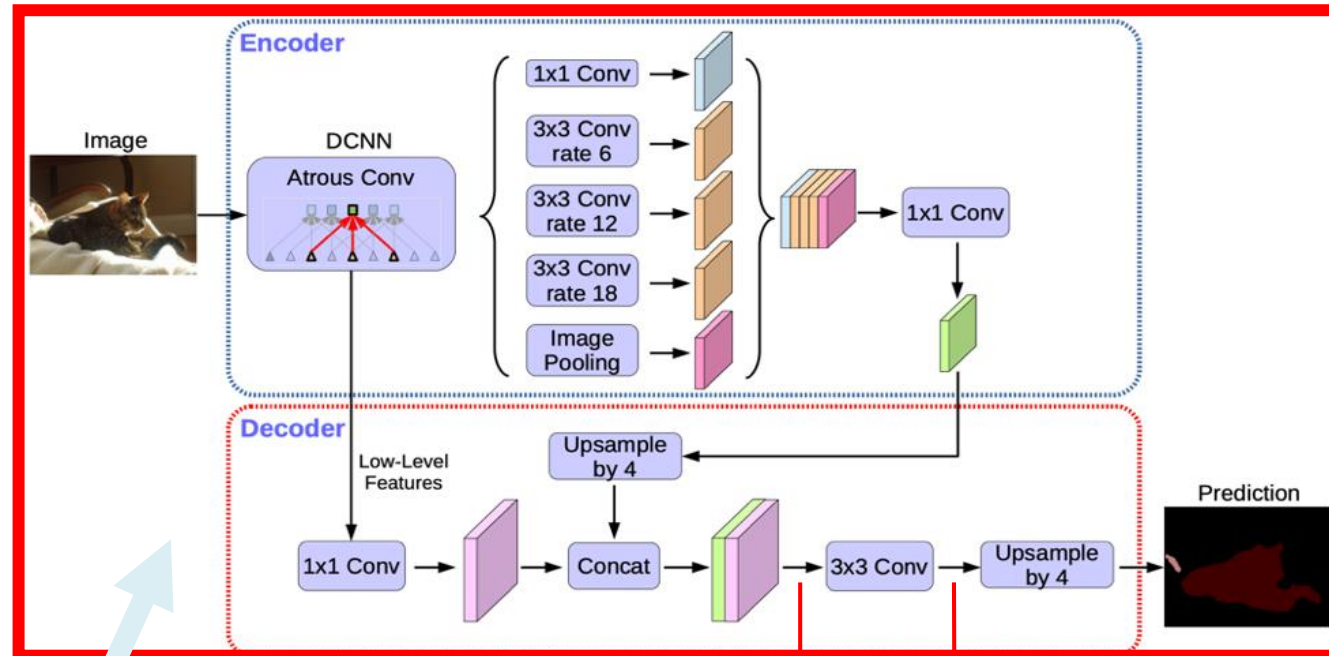 Encoder
Image
DCNN
Atrous Conv
1x1 Conv
3x3 Conv
rate 6
3x3 Conv
rate 12
3x3 Conv
rate 18
Image
Pooling
1x1 Conv
Decoder
Low-Level
Features
Upsample
by 4
1x1 Conv
Concat
3x3 Conv
Upsample
by 4
Prediction